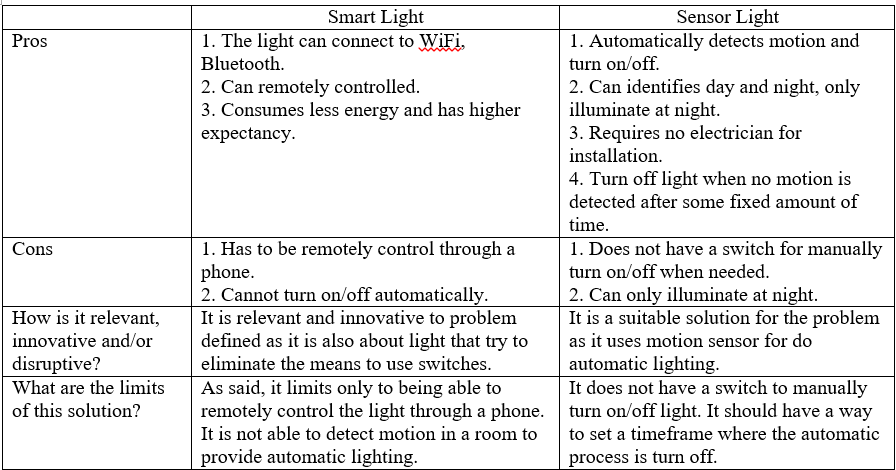 Smart Light
Sensor Light
Pros
1. The light can connect to WiFi,
Bluetooth.
2. Can remotely controlled.
3. Consumes less energy and has higher
expectancy.
1. Automatically detects motion and
turn on/off.
2. Can identifies day and night, only
illuminate at night.
3. Requires no electrician for
installation.
4. Turn off light when no motion is
detected after some fixed amount of
time.
Cons
1. Has to be remotely control through a
phone.
2. Cannot turn on/off automatically.
1. Does not have a switch for manually
turn on/off when needed.
2. Can only illuminate at night.
How is it relevant,
innovative and/or
disruptive?
It is relevant and innovative to problem
defined as it is also about light that try to
eliminate the means to use switches.
It is a suitable solution for the problem
as it uses motion sensor for do
automatic lighting.
What are the limits
of this solution?
As said, it limits only to being able to
remotely control the light through a phone.
It is not able to detect motion in a room to
provide automatic lighting.
It does not have a switch to manually
turn on/off light. It should have a way
to set a timeframe where the automatic
process is turn off.